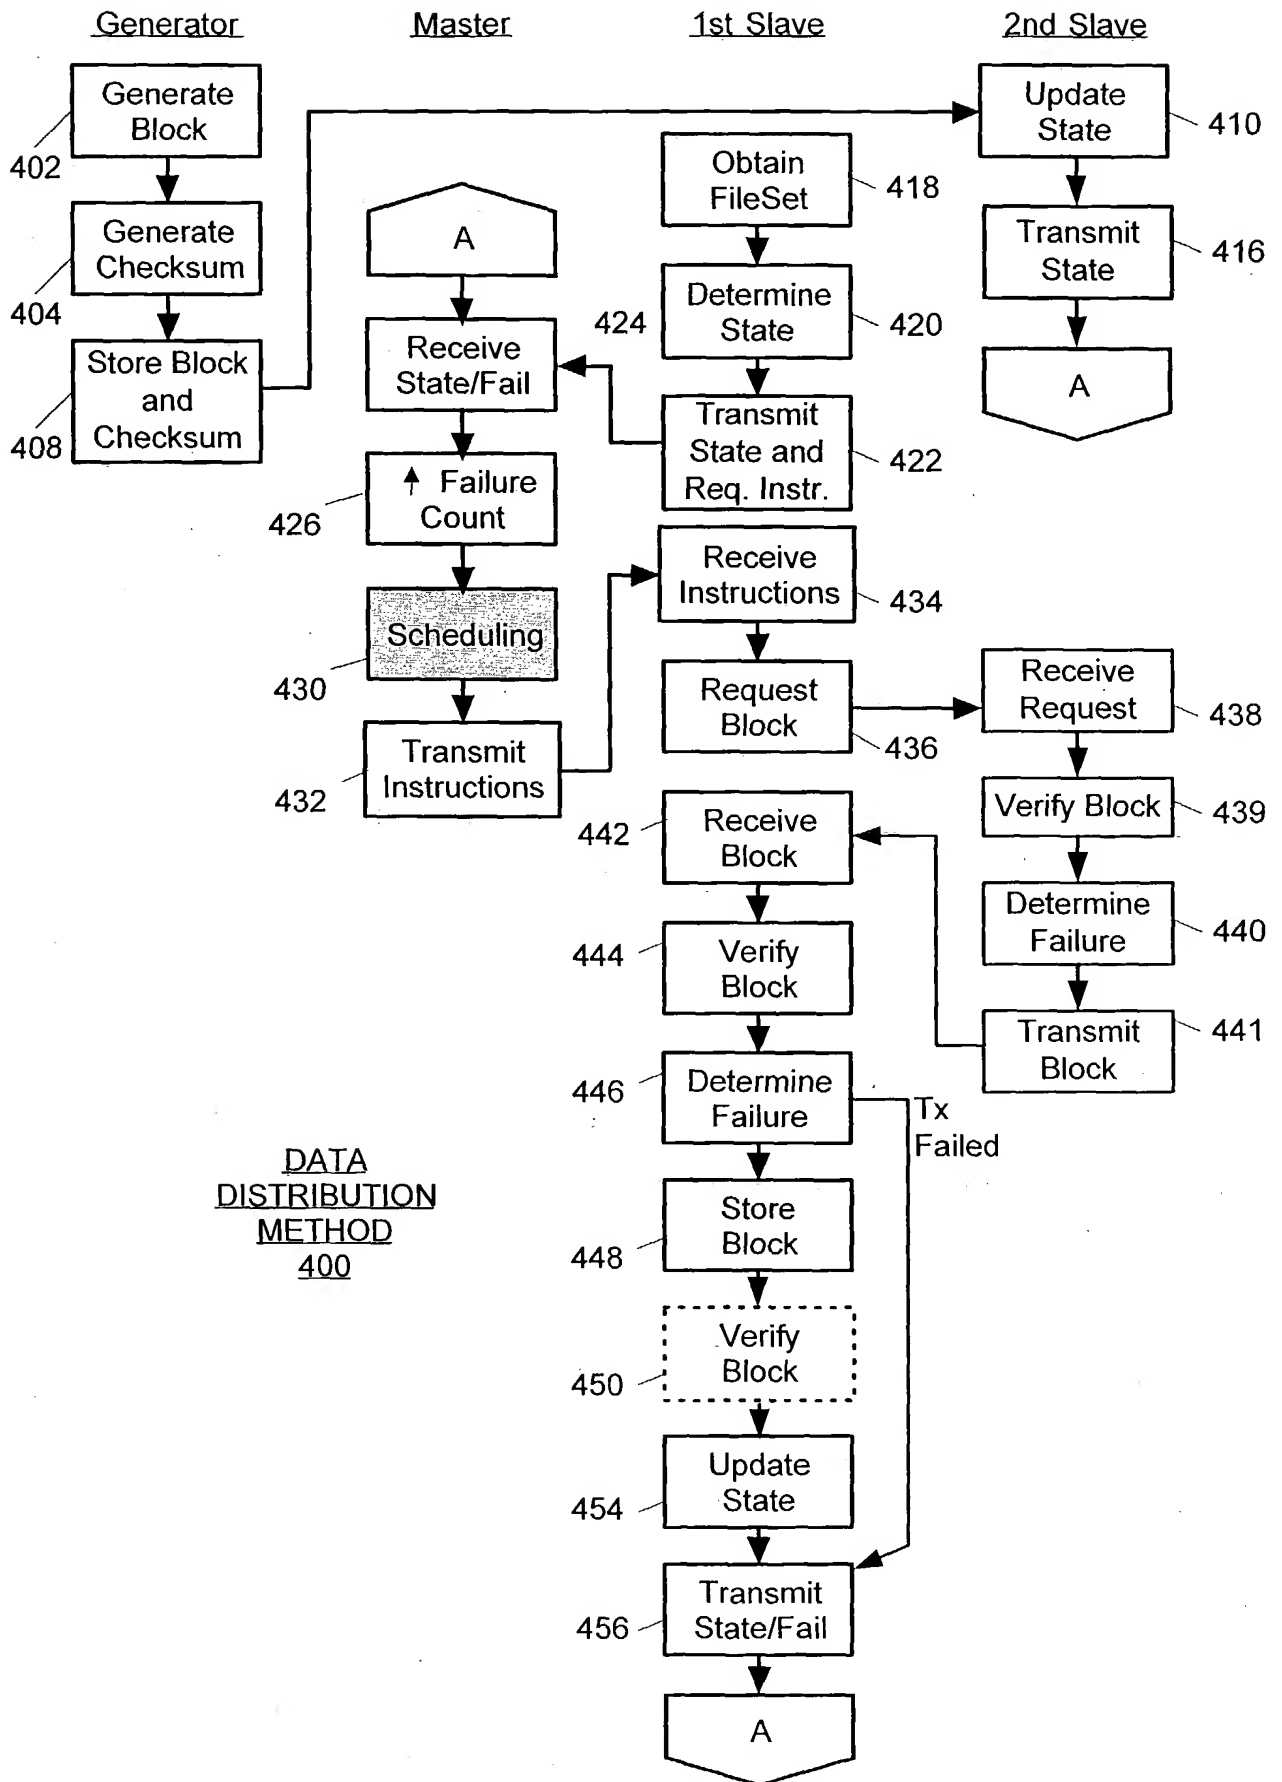 Generator
Master
1st Slave
2nd Slave
Generate
Block
402
Generate
Checksum
404
Store Block
and
Checksum
408
Update
State
410
Transmit
State
416
A
Obtain
FileSet
418
Determine
State
420
Transmit
State and
Req. Instr.
422
A
424
Receive
State/Fail
↑ Failure
Count
426
Scheduling
430
Transmit
Instructions
432
Receive
Instructions
434
Request
Block
436
Receive
Request
438
Verify Block
439
Determine
Failure
440
Transmit
Block
441
442
Receive
Block
444
Verify
Block
446
Determine
Failure
Tx
Failed
448
Store
Block
450
Verify
Block
454
Update
State
456
Transmit
State/Fail
A
DATA
DISTRIBUTION
METHOD
400